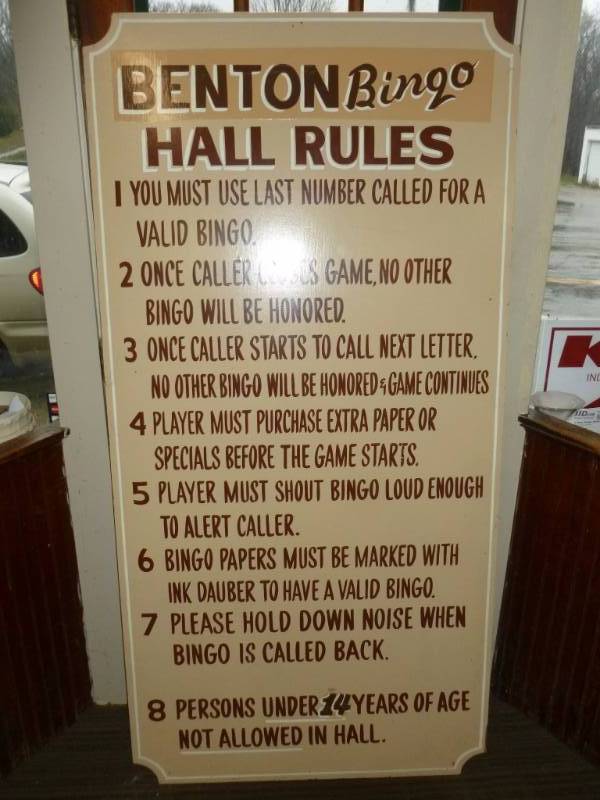 BENTON Bingo
HALL RULES
1 YOU MUST USE LAST NUMBER CALLED FOR A
VALID BINGO.
2 ONCE CALLER GAME, NO OTHER
BINGO WILL BE HONORED.
3 ONCE CALLER STARTS TO CALL NEXT LETTER,
NO OTHER BINGO WILL BE HONORED & GAME CONTINUES
4 PLAYER MUST PURCHASE EXTRA PAPER OR
SPECIALS BEFORE THE GAME STARTS.
5 PLAYER MUST SHOUT BINGO LOUD ENOUGH
TO ALERT CALLER.
6 BINGO PAPERS MUST BE MARKED WITH
INK DAUBER TO HAVE A VALID BINGO.
7 PLEASE HOLD DOWN NOISE WHEN
BINGO IS CALLED BACK.
8 PERSONS UNDER 14 YEARS OF AGE
NOT ALLOWED IN HALL.
K